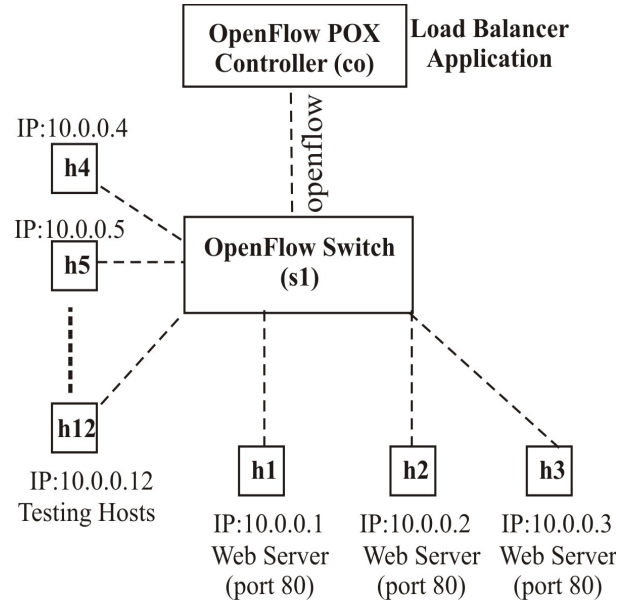 OpenFlow POX
Controller (co)
Load Balancer
Application
openflow
IP:10.0.0.4
h4
IP:10.0.0.5
h5
OpenFlow Switch
(s1)
h12
IP:10.0.0.12
Testing Hosts
h1
IP:10.0.0.1
Web Server
(port 80)
h2
IP:10.0.0.2
Web Server
(port 80)
h3
IP:10.0.0.3
Web Server
(port 80)